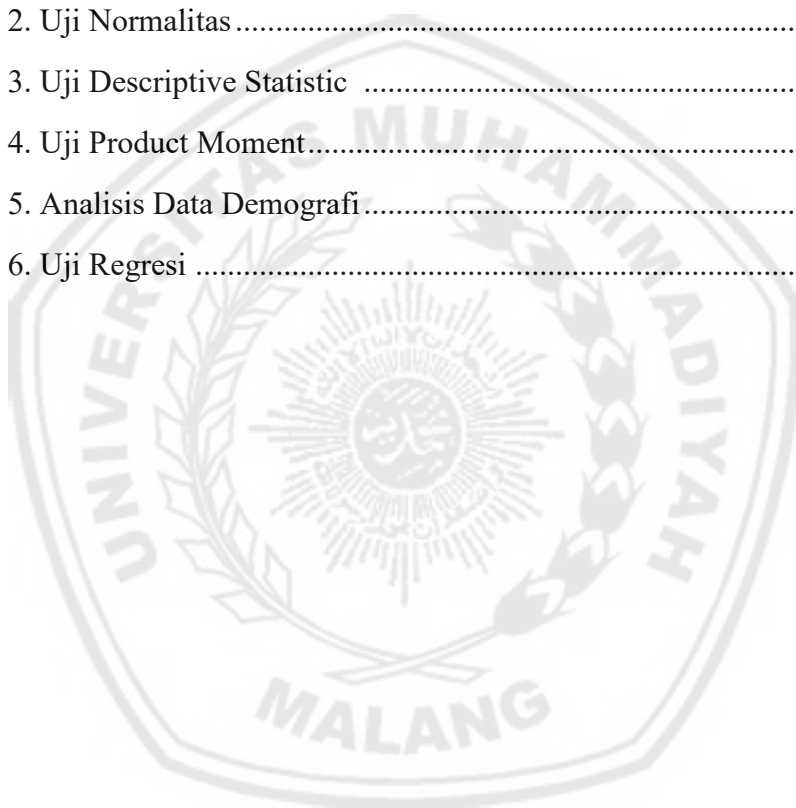 2. Uji Normalitas ......................................................................
3. Uji Descriptive Statistic ......................................................
4. Uji Product Moment.............................................................
5. Analisis Data Demografi ......................................................
6. Uji Regresi ...........................................................................
UNIVERSITAS MUHAMMADIYAH
MALANG